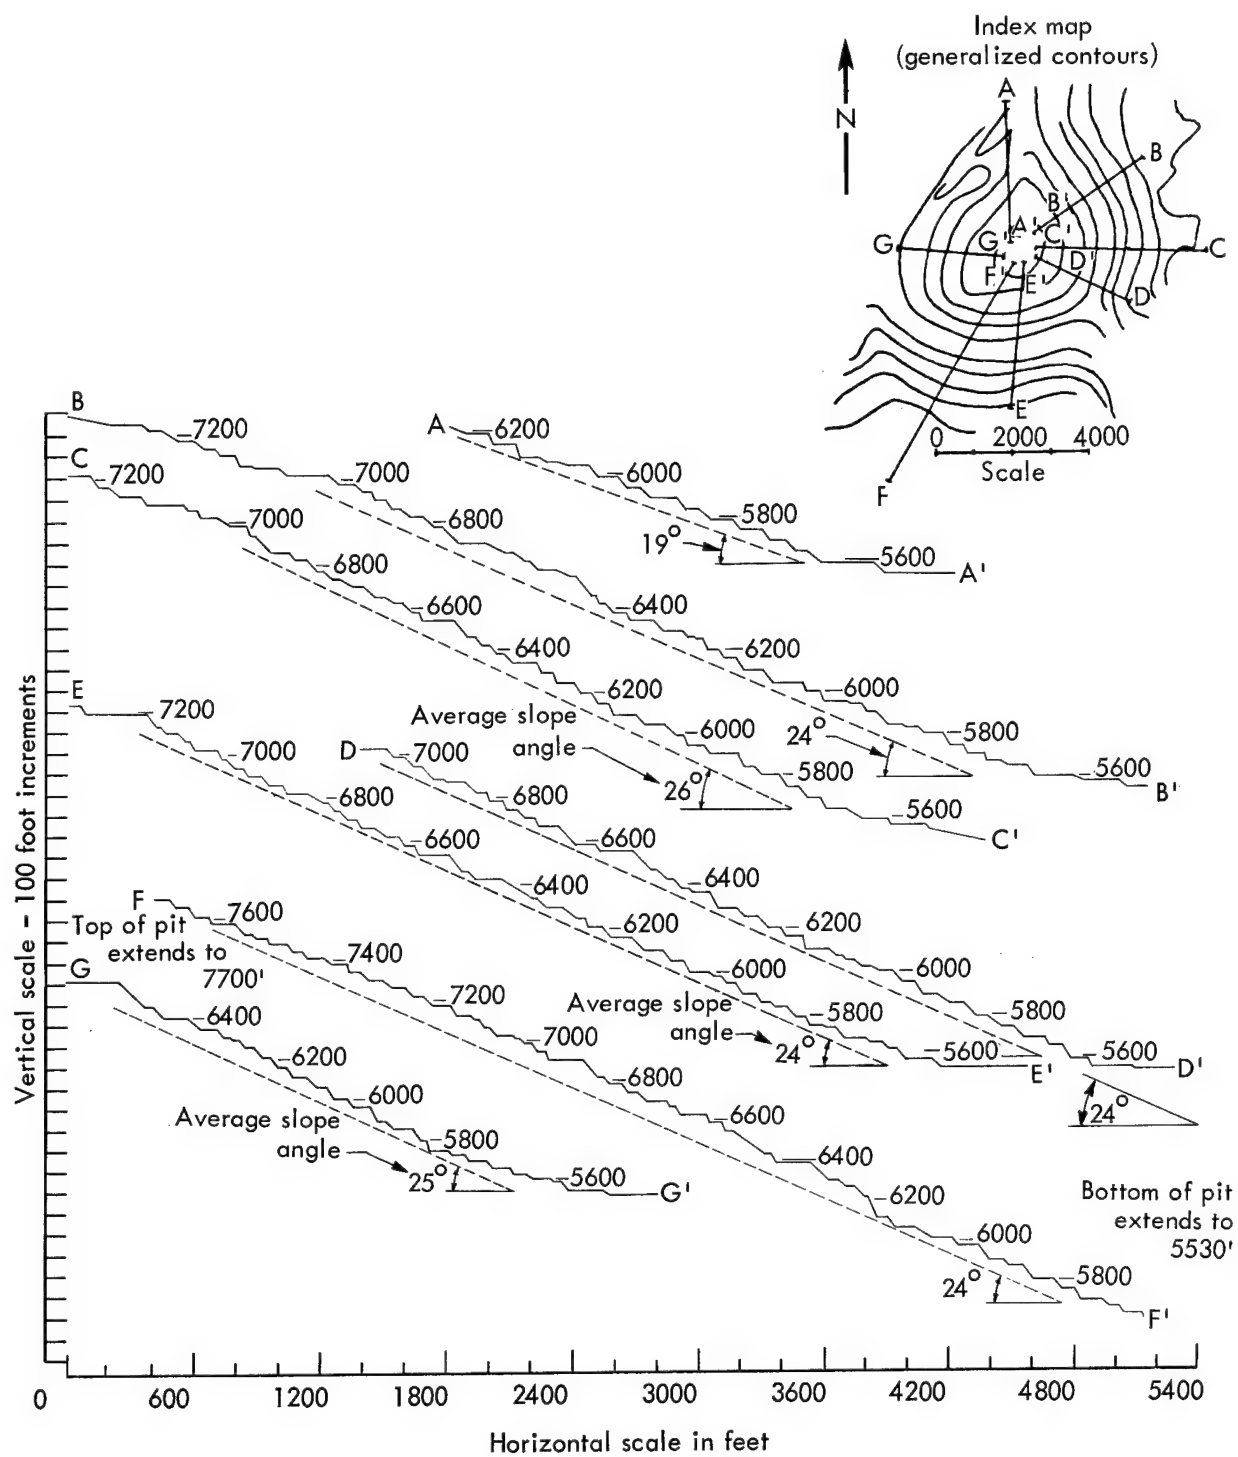 Index map
(generalized contours)
N
A
B
B'
A'
C'
G
G'
C
D'
F'
E'
D
E
0 2000 4000
Scale
F
B
-7200
A
-6200
C
-7200
-7000
-6000
-7000
-6800
-5800
19°
-6800
-5600
A'
-6600
-6400
-6400
-6200
E
-6200
-6000
-7200
Average slope
angle
-6000
24°
-5800
-7000
D
-7000
26°
-5800
-5600
B'
-6800
-6800
-5600
C'
-6600
-6600
-6400
-6400
F
-7600
Top of pit
extends to
7700'
-6200
-6200
-7400
G
-6000
-6000
-7200
Average slope
angle
-5800
-5800
-6400
-7000
24°
-5600
E'
-5600
D'
-6200
-6800
24°
-6000
-6600
Average slope
angle
-5800
-6400
25°
-5600
G'
-6200
Bottom of pit
extends to
5530'
-6000
24°
-5800
F'
Vertical scale - 100 foot increments
0 600 1200 1800 2400 3000 3600 4200 4800 5400
Horizontal scale in feet